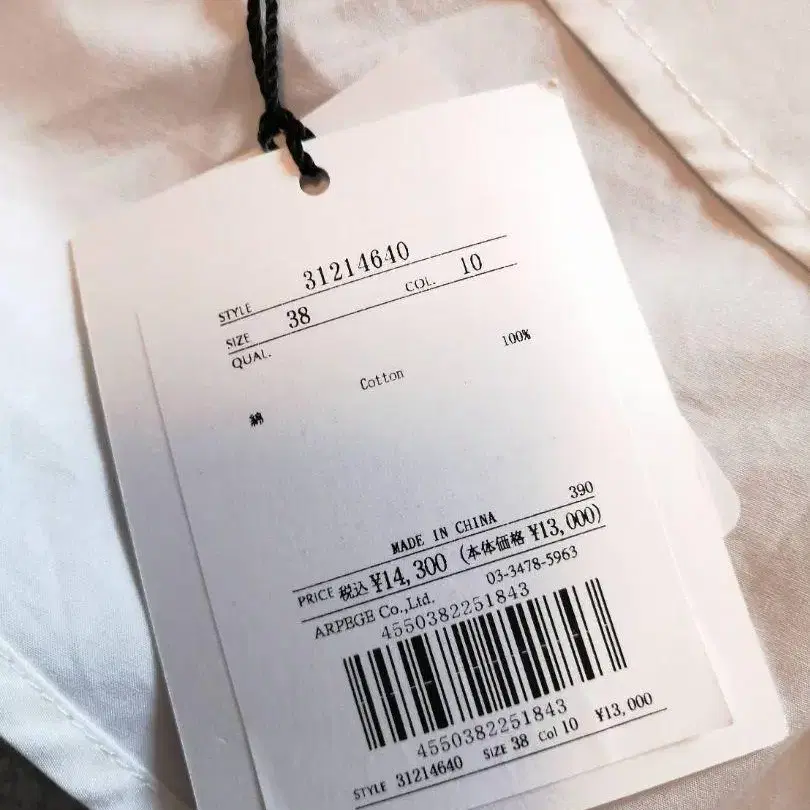 STYLE 31214640
SIZE 38 COL. 10
QUAL.
綿 Cotton 100%
390
MADE IN CHINA
PRICE 税込 ¥14,300 (本体価格 ¥13,000)
ARPEGE Co.,Ltd. 03-3478-5963
4550382251843
4550382251843
STYLE 31214640 SIZE 38 Col 10 ¥13,000